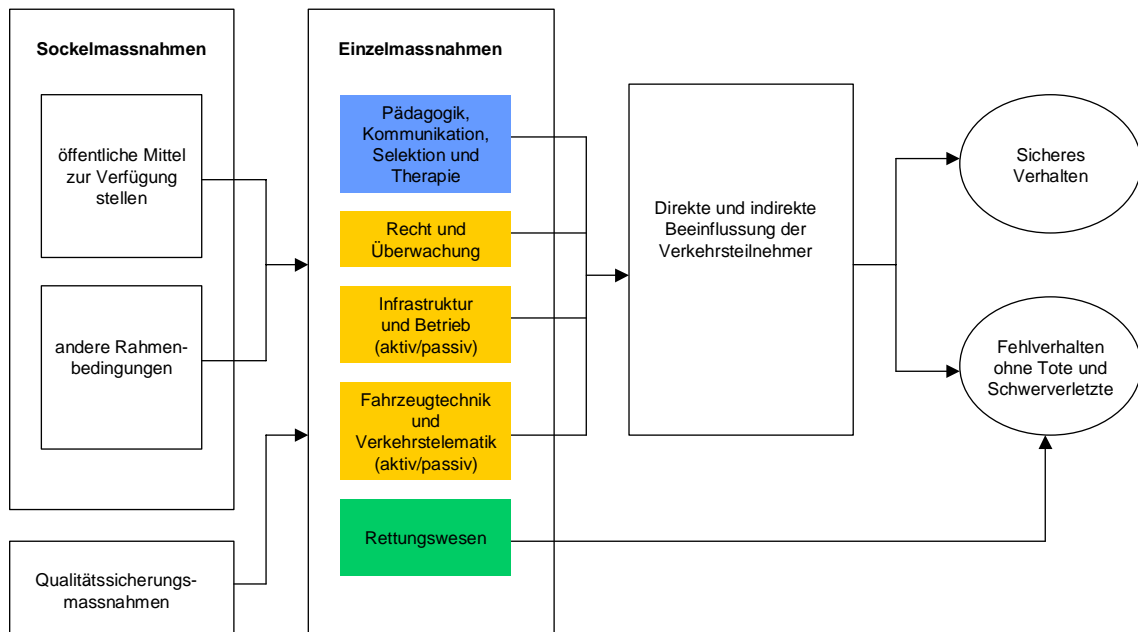 Sockelmassnahmen
öffentliche Mittel
zur Verfügung
stellen
andere Rahmen-
bedingungen
Qualitätssicherungs-
massnahmen
Einzelmassnahmen
Pädagogik,
Kommunikation,
Selektion und
Therapie
Recht und
Überwachung
Infrastruktur
und Betrieb
(aktiv/passiv)
Fahrzeugtechnik
und
Verkehrstelematik
(aktiv/passiv)
Rettungswesen
Direkte und indirekte
Beeinflussung der
Verkehrsteilnehmer
Sicheres
Verhalten
Fehlverhalten
ohne Tote und
Schwerverletzte